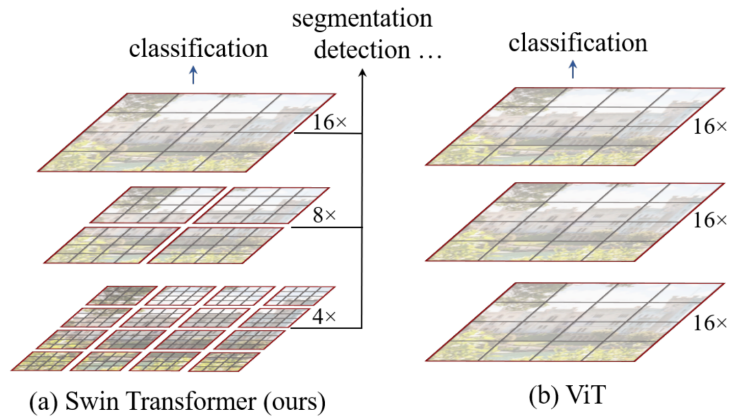 segmentation
classification
detection ...
classification
16×
16×
8×
16×
4×
16×
(a) Swin Transformer (ours)
(b) ViT